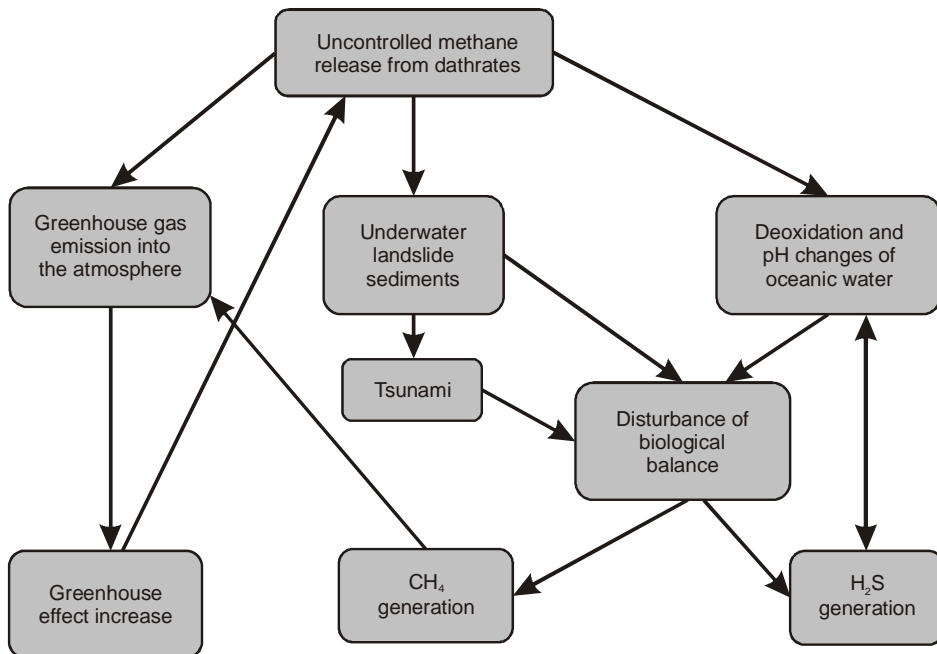 Uncontrolled methane
release from dathrates
Greenhouse gas
emission into
the atmosphere
Underwater
landslide
sediments
Deoxidation and
pH changes of
oceanic water
Tsunami
Disturbance of
biological
balance
Greenhouse
effect increase
CH₄
generation
H₂S
generation